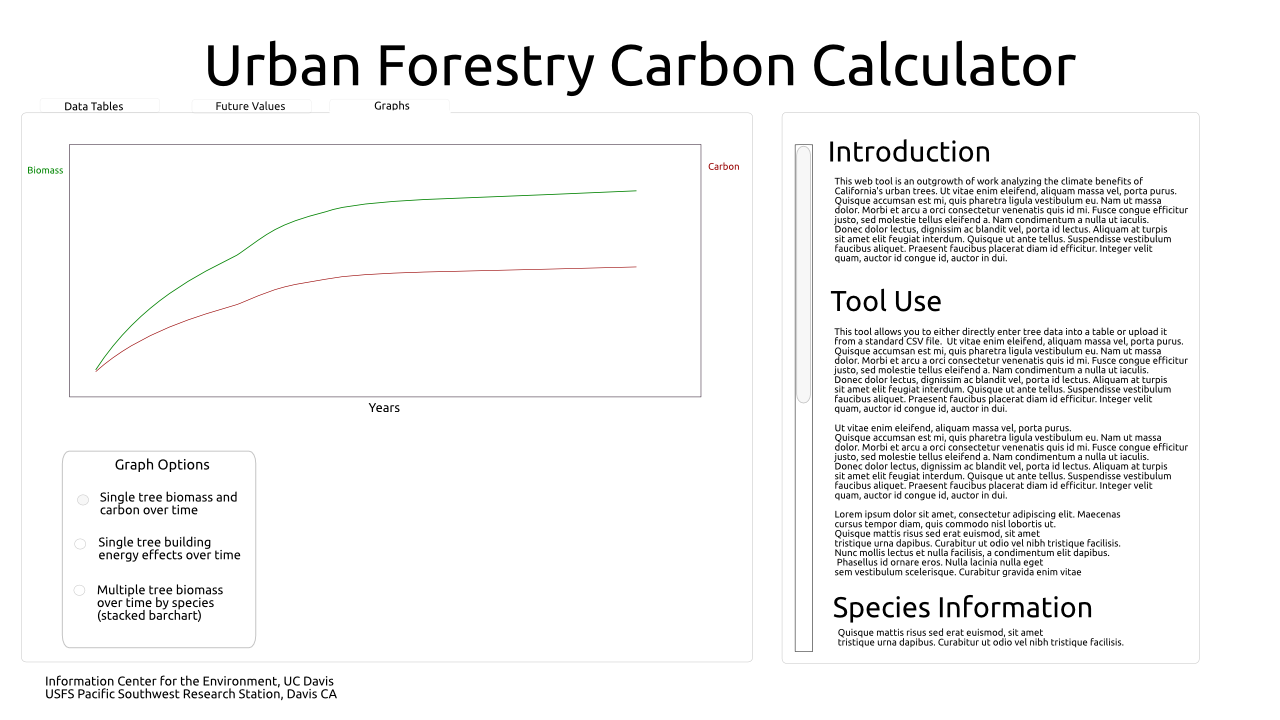 Urban Forestry Carbon Calculator
Data Tables
Future Values
Graphs
Biomass
Carbon
Years
Graph Options
Single tree biomass and
carbon over time
Single tree building
energy effects over time
Multiple tree biomass
over time by species
(stacked barchart)
Introduction
This web tool is an outgrowth of work analyzing the climate benefits of
California's urban trees. Ut vitae enim eleifend, aliquam massa vel, porta purus.
Quisque accumsan est mi, quis pharetra ligula vestibulum eu. Nam ut massa
dolor. Morbi et arcu a orci consectetur venenatis quis id mi. Fusce congue efficitur
justo, sed molestie tellus eleifend a. Nam condimentum a nulla ut iaculis.
Donec dolor lectus, dignissim ac blandit vel, porta id lectus. Aliquam at turpis
sit amet elit feugiat interdum. Quisque ut ante tellus. Suspendisse vestibulum
faucibus aliquet. Praesent faucibus placerat diam id efficitur. Integer velit
quam, auctor id congue id, auctor in dui.
Tool Use
This tool allows you to either directly enter tree data into a table or upload it
from a standard CSV file. Ut vitae enim eleifend, aliquam massa vel, porta purus.
Quisque accumsan est mi, quis pharetra ligula vestibulum eu. Nam ut massa
dolor. Morbi et arcu a orci consectetur venenatis quis id mi. Fusce congue efficitur
justo, sed molestie tellus eleifend a. Nam condimentum a nulla ut iaculis.
Donec dolor lectus, dignissim ac blandit vel, porta id lectus. Aliquam at turpis
sit amet elit feugiat interdum. Quisque ut ante tellus. Suspendisse vestibulum
faucibus aliquet. Praesent faucibus placerat diam id efficitur. Integer velit
quam, auctor id congue id, auctor in dui.
Ut vitae enim eleifend, aliquam massa vel, porta purus.
Quisque accumsan est mi, quis pharetra ligula vestibulum eu. Nam ut massa
dolor. Morbi et arcu a orci consectetur venenatis quis id mi. Fusce congue efficitur
justo, sed molestie tellus eleifend a. Nam condimentum a nulla ut iaculis.
Donec dolor lectus, dignissim ac blandit vel, porta id lectus. Aliquam at turpis
sit amet elit feugiat interdum. Quisque ut ante tellus. Suspendisse vestibulum
faucibus aliquet. Praesent faucibus placerat diam id efficitur. Integer velit
quam, auctor id congue id, auctor in dui.
Lorem ipsum dolor sit amet, consectetur adipiscing elit. Maecenas
cursus tempor diam, quis commodo nisl lobortis ut.
Quisque mattis risus sed erat euismod, sit amet
tristique urna dapibus. Curabitur ut odio vel nibh tristique facilisis.
Nunc mollis lectus et nulla facilisis, a condimentum elit dapibus.
Phasellus id ornare eros. Nulla lacinia nulla eget
sem vestibulum scelerisque. Curabitur gravida enim vitae
Species Information
Quisque mattis risus sed erat euismod, sit amet
tristique urna dapibus. Curabitur ut odio vel nibh tristique facilisis.
Information Center for the Environment, UC Davis
USFS Pacific Southwest Research Station, Davis CA